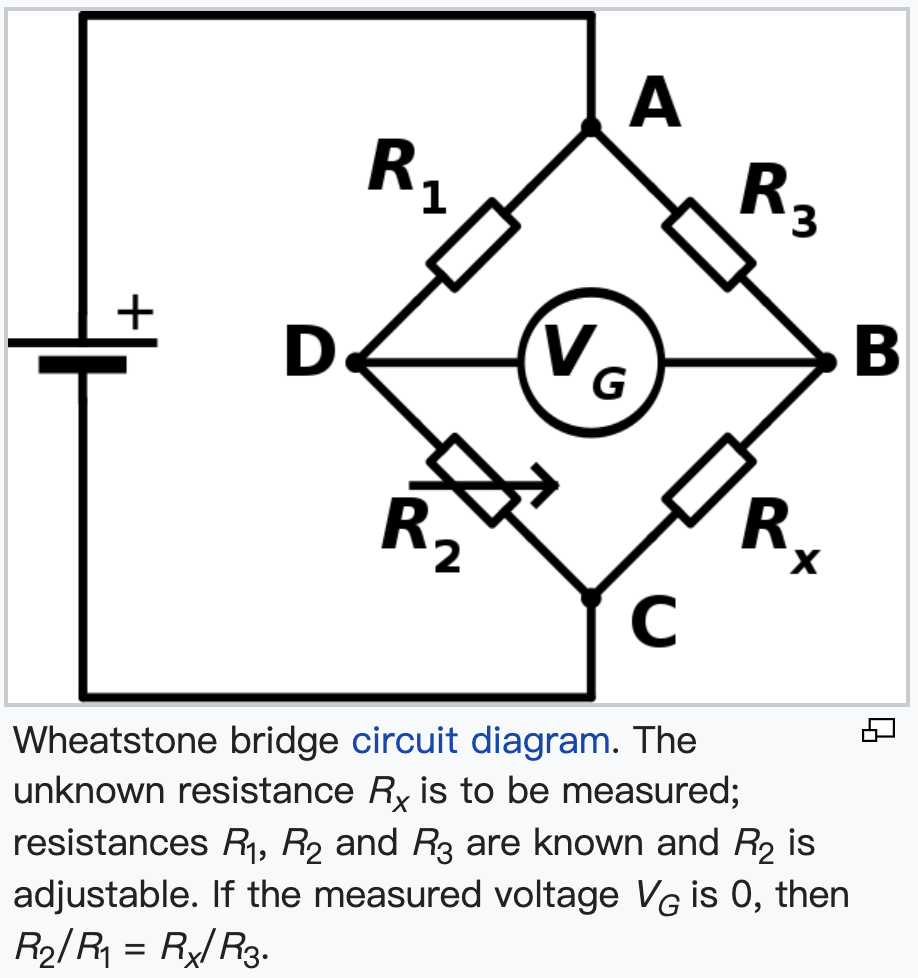 A
R1
R3
+
D
VG
B
R2
Rx
C
Wheatstone bridge circuit diagram. The
unknown resistance Rx is to be measured;
resistances R1, R2 and R3 are known and R2 is
adjustable. If the measured voltage VG is 0, then
R2/R1 = Rx/R3.